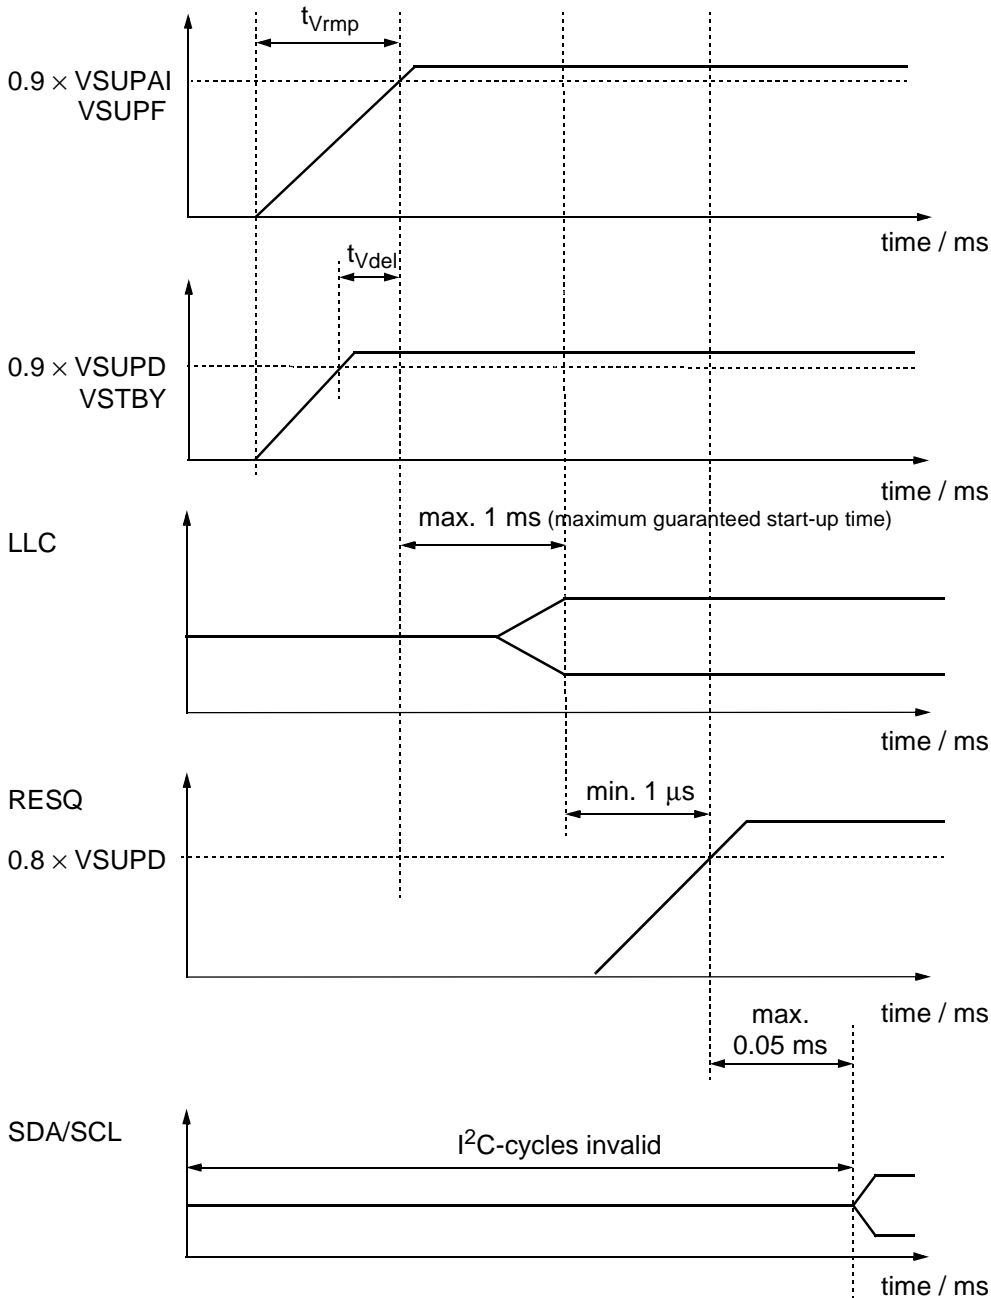 tVrmp
0.9 × VSUPAI
VSUPF
time / ms
tVdel
0.9 × VSUPD
VSTBY
time / ms
max. 1 ms (maximum guaranteed start-up time)
LLC
time / ms
RESQ
min. 1 μs
0.8 × VSUPD
time / ms
max.
0.05 ms
SDA/SCL
I²C-cycles invalid
time / ms